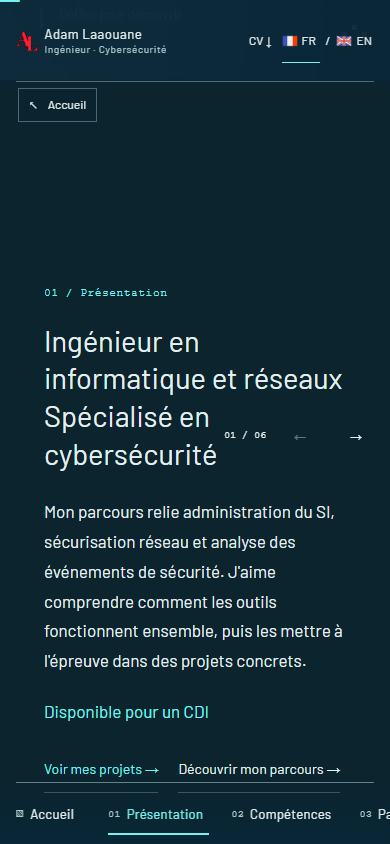 Adam Laaouane
Ingénieur · Cybersécurité
CV ↓ 🇫🇷 FR / 🇬🇧 EN
↖ Accueil
01 / Présentation
Ingénieur en
informatique et réseaux
Spécialisé en
cybersécurité
01 / 06 ← →
Mon parcours relie administration du SI,
sécurisation réseau et analyse des
événements de sécurité. J'aime
comprendre comment les outils
fonctionnent ensemble, puis les mettre à
l'épreuve dans des projets concrets.
Disponible pour un CDI
Voir mes projets → Découvrir mon parcours →
Accueil 01 Présentation 02 Compétences 03 Pa